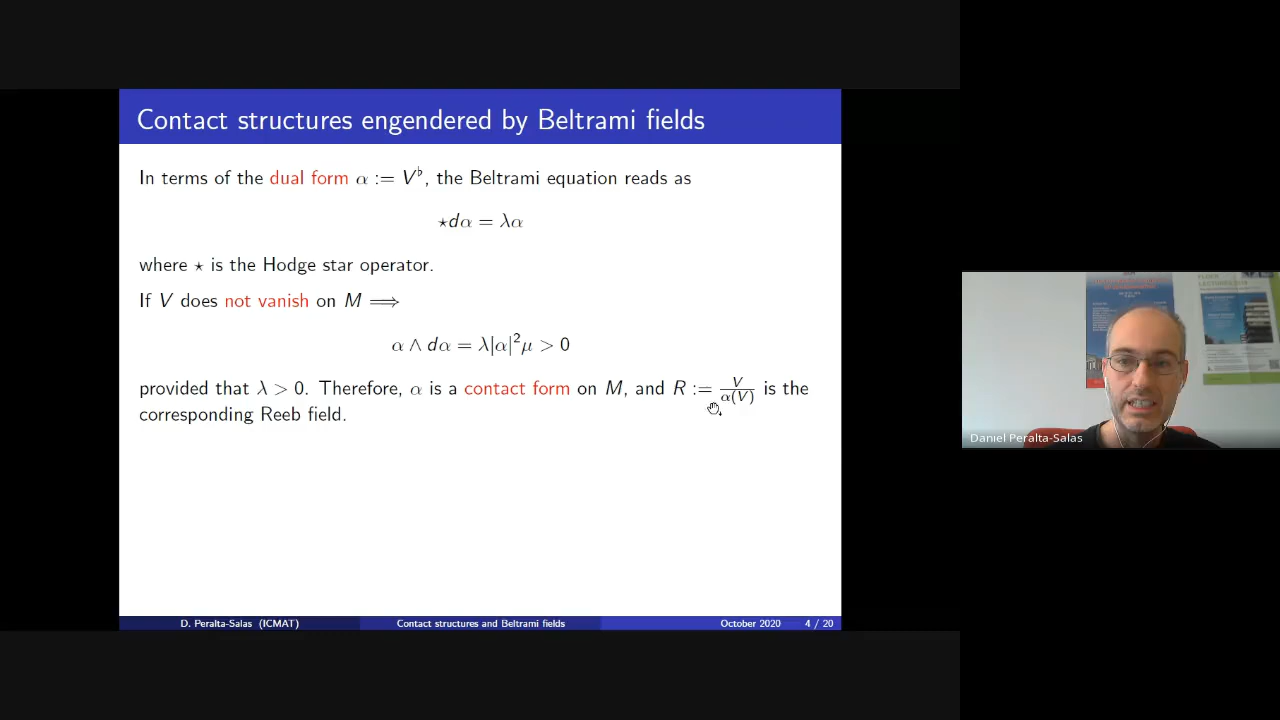 Contact structures engendered by Beltrami fields
In terms of the dual form α := V♭, the Beltrami equation reads as
⋆dα = λα
where ⋆ is the Hodge star operator.
If V does not vanish on M ⟹
α ∧ dα = λ|α|²μ > 0
provided that λ > 0. Therefore, α is a contact form on M, and R := V/α(V) is the
corresponding Reeb field.
D. Peralta-Salas (ICMAT) Contact structures and Beltrami fields October 2020 4 / 20
FLOER
LECTURES
Daniel Peralta-Salas